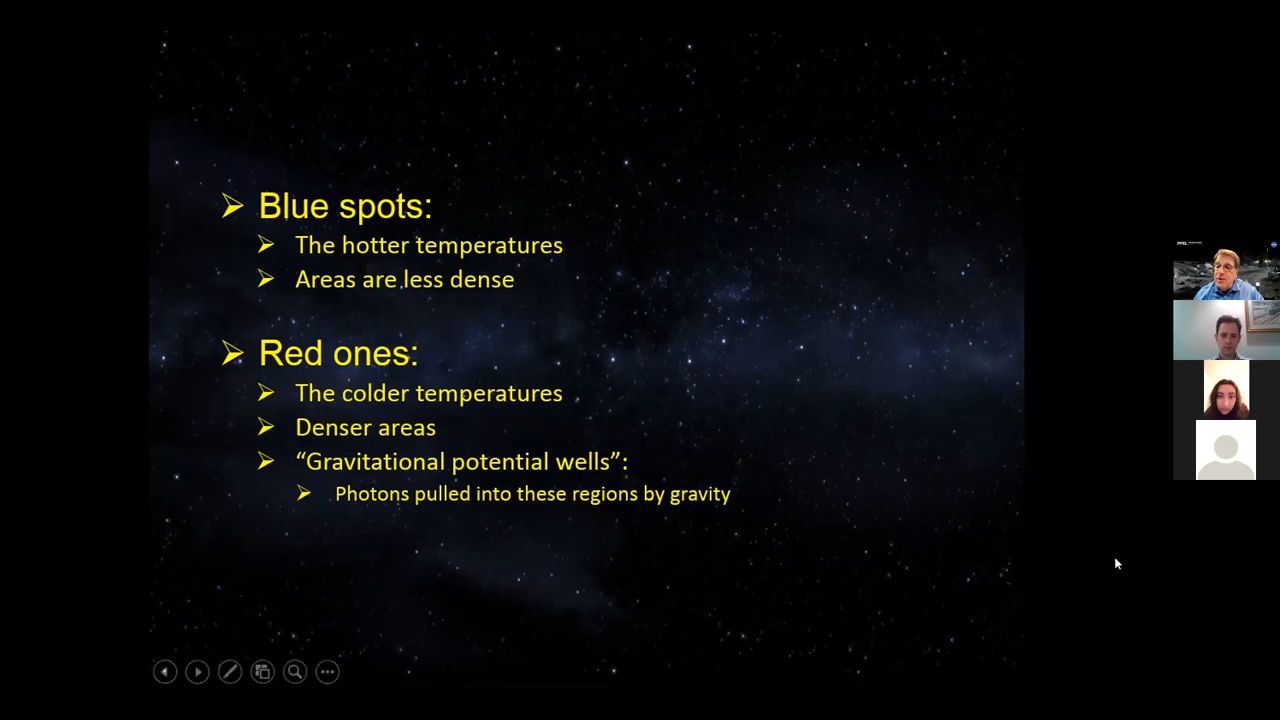 Blue spots:
The hotter temperatures
Areas are less dense
Red ones:
The colder temperatures
Denser areas
“Gravitational potential wells”:
Photons pulled into these regions by gravity